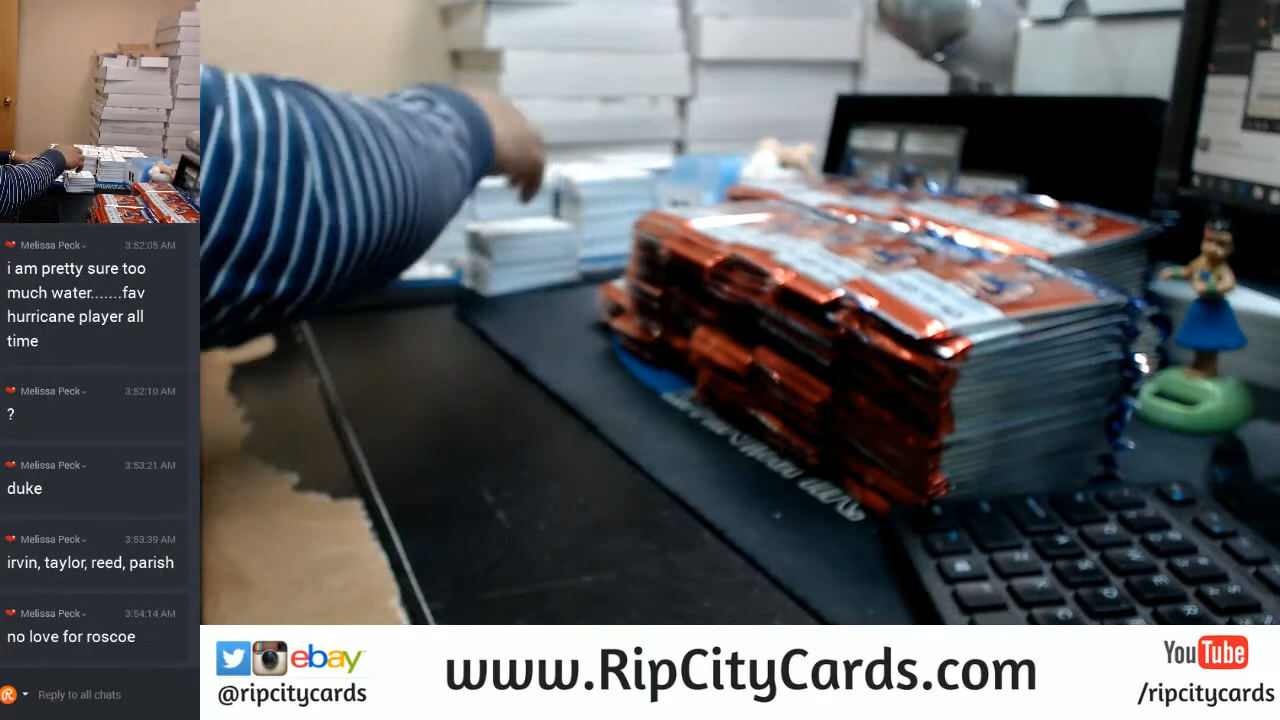 Melissa Peck 3:52:05 AM
i am pretty sure too
much water.......fav
hurricane player all
time
Melissa Peck 3:52:10 AM
?
Melissa Peck 3:53:21 AM
duke
Melissa Peck 3:53:39 AM
irvin, taylor, reed, parish
Melissa Peck 3:54:14 AM
no love for roscoe
Reply to all chats
ebay
@ripcitycards
www.RipCityCards.com
YouTube
/ripcitycards